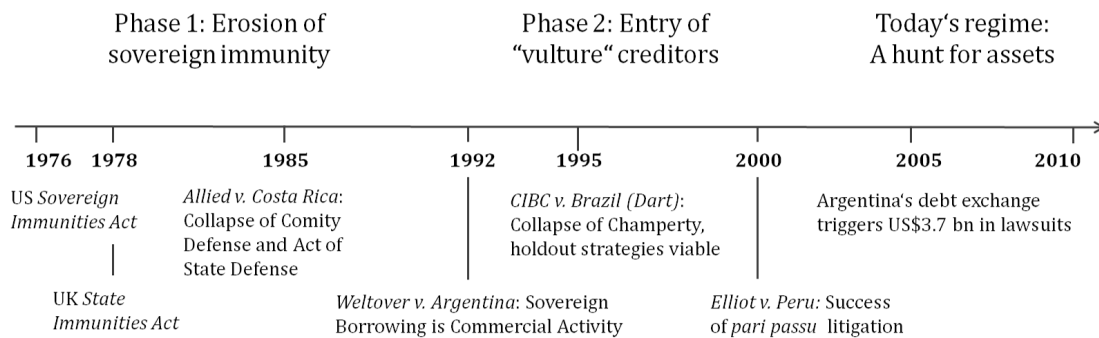 Phase 1: Erosion of
sovereign immunity
Phase 2: Entry of
“vulture“ creditors
Today‘s regime:
A hunt for assets
1976
1978
1985
1992
1995
2000
2005
2010
US Sovereign
Immunities Act
Allied v. Costa Rica:
Collapse of Comity
Defense and Act of
State Defense
CIBC v. Brazil (Dart):
Collapse of Champerty,
holdout strategies viable
Argentina‘s debt exchange
triggers US$3.7 bn in lawsuits
UK State
Immunities Act
Weltover v. Argentina: Sovereign
Borrowing is Commercial Activity
Elliot v. Peru: Success
of pari passu litigation